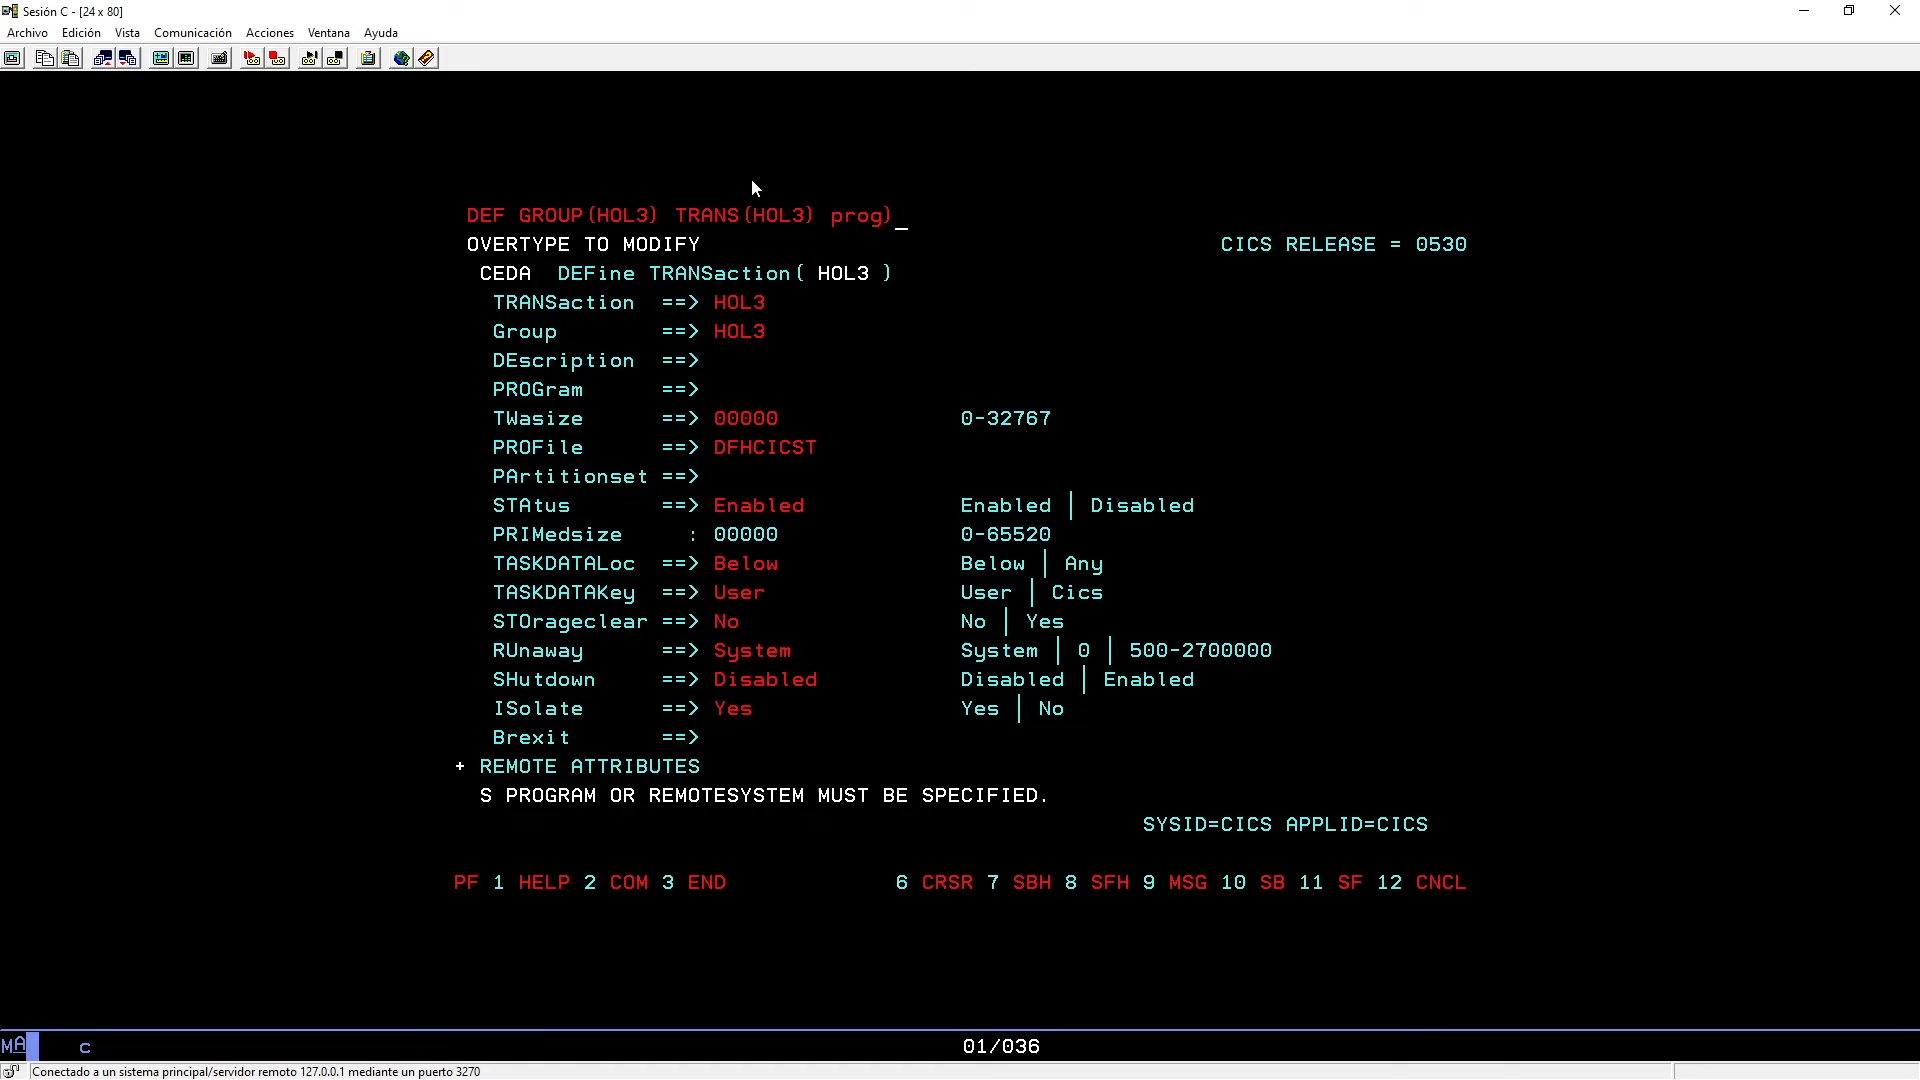 Sesión C - [24 x 80]
Archivo Edición Vista Comunicación Acciones Ventana Ayuda
DEF GROUP(HOL3) TRANS(HOL3) prog)_
OVERTYPE TO MODIFY CICS RELEASE = 0530
CEDA DEFine TRANSaction( HOL3 )
TRANSaction ==> HOL3
Group ==> HOL3
DEscription ==>
PROGram ==>
TWasize ==> 00000 0-32767
PROFile ==> DFHCICST
PArtitionset ==>
STAtus ==> Enabled Enabled | Disabled
PRIMedsize : 00000 0-65520
TASKDATALoc ==> Below Below | Any
TASKDATAKey ==> User User | Cics
STOrageclear ==> No No | Yes
RUnaway ==> System System | 0 | 500-2700000
SHutdown ==> Disabled Disabled | Enabled
ISolate ==> Yes Yes | No
Brexit ==>
+ REMOTE ATTRIBUTES
S PROGRAM OR REMOTESYSTEM MUST BE SPECIFIED.
SYSID=CICS APPLID=CICS
PF 1 HELP 2 COM 3 END 6 CRSR 7 SBH 8 SFH 9 MSG 10 SB 11 SF 12 CNCL
MA c 01/036
Conectado a un sistema principal/servidor remoto 127.0.0.1 mediante un puerto 3270